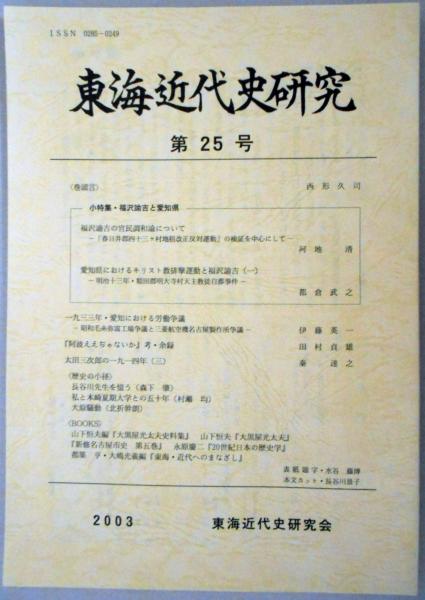 ISSN 0285-0249
東海近代史研究
第25号
〈巻頭言〉 西形久司
小特集・福沢諭吉と愛知県
福沢諭吉の官民調和論について
-『春日井郡四十三ヶ村地租改正反対運動』の検証を中心にして-
河地 清
愛知県におけるキリスト教排撃運動と福沢諭吉(一)
-明治十三年・額田郡明大寺村天主教徒自葬事件-
都倉武之
一九三三年・愛知における労働争議
-昭和毛糸弥富工場争議と三菱航空機名古屋製作所争議- 伊藤英一
『阿波ええぢゃないか』考・余録 田村貞雄
太田三次郎の一九一四年(三) 秦達之
〈歴史の小径〉
長谷川先生を憶う(森下 徹)
私と木崎夏期大学との五十年(村瀬 均)
大原騒動(北折幹朗)
〈BOOKS〉
山下恒夫編『大黒屋光太夫史料集』 山下恒夫『大黒屋光太夫』
『新修名古屋市史 第五巻』 永原慶二『20世紀日本の歴史学』
都築 亨・大嶋光義編『東海・近代へのまなざし』
表紙題字・水谷 藤博
本文カット・長谷川景子
2003 東海近代史研究会